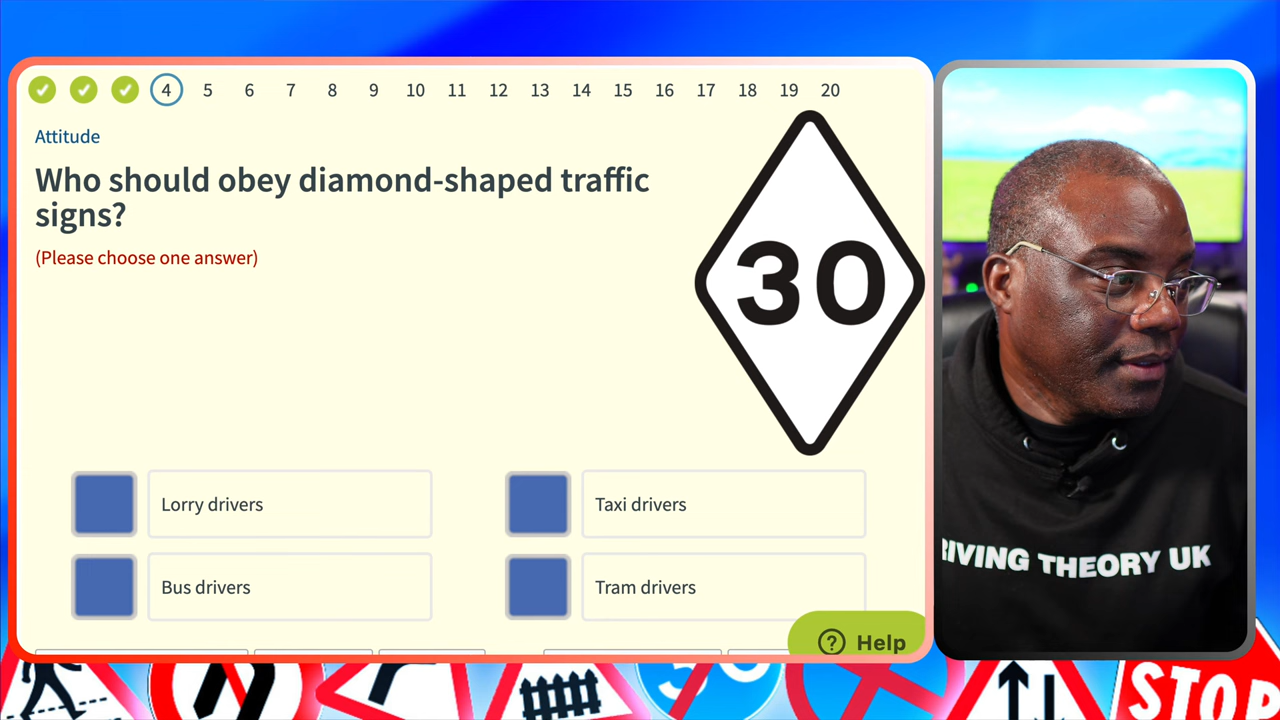 4 5 6 7 8 9 10 11 12 13 14 15 16 17 18 19 20
Attitude
Who should obey diamond-shaped traffic
signs?
(Please choose one answer)
30
Lorry drivers
Taxi drivers
Bus drivers
Tram drivers
Help
RIVING THEORY UK
STOP